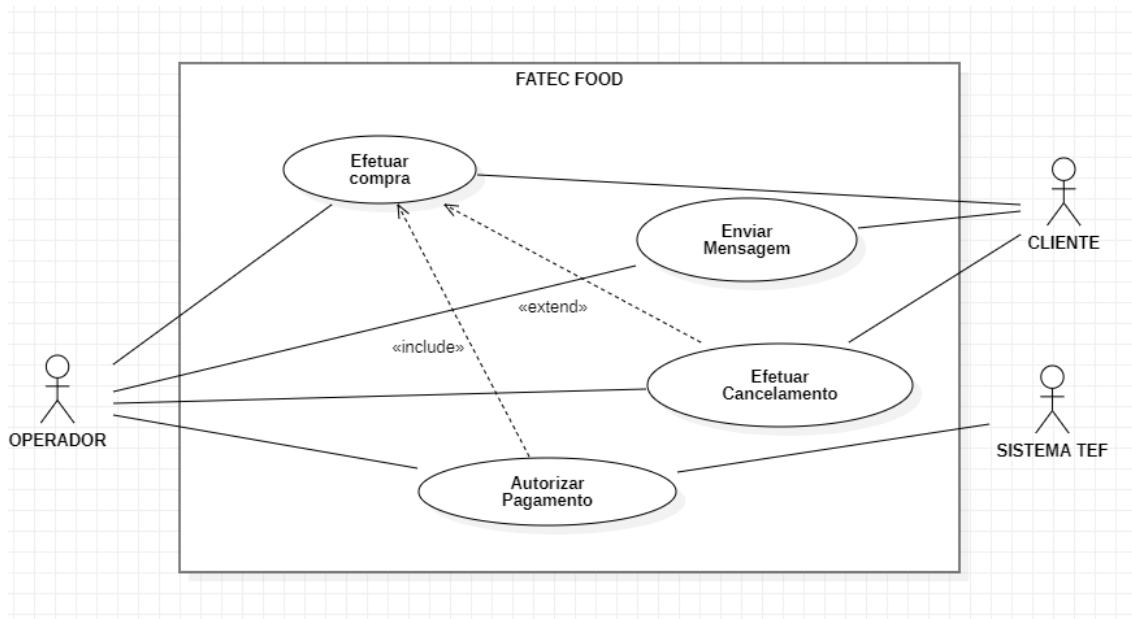 FATEC FOOD
Efetuar
compra
Enviar
Mensagem
CLIENTE
«extend»
«include»
Efetuar
Cancelamento
OPERADOR
SISTEMA TEF
Autorizar
Pagamento